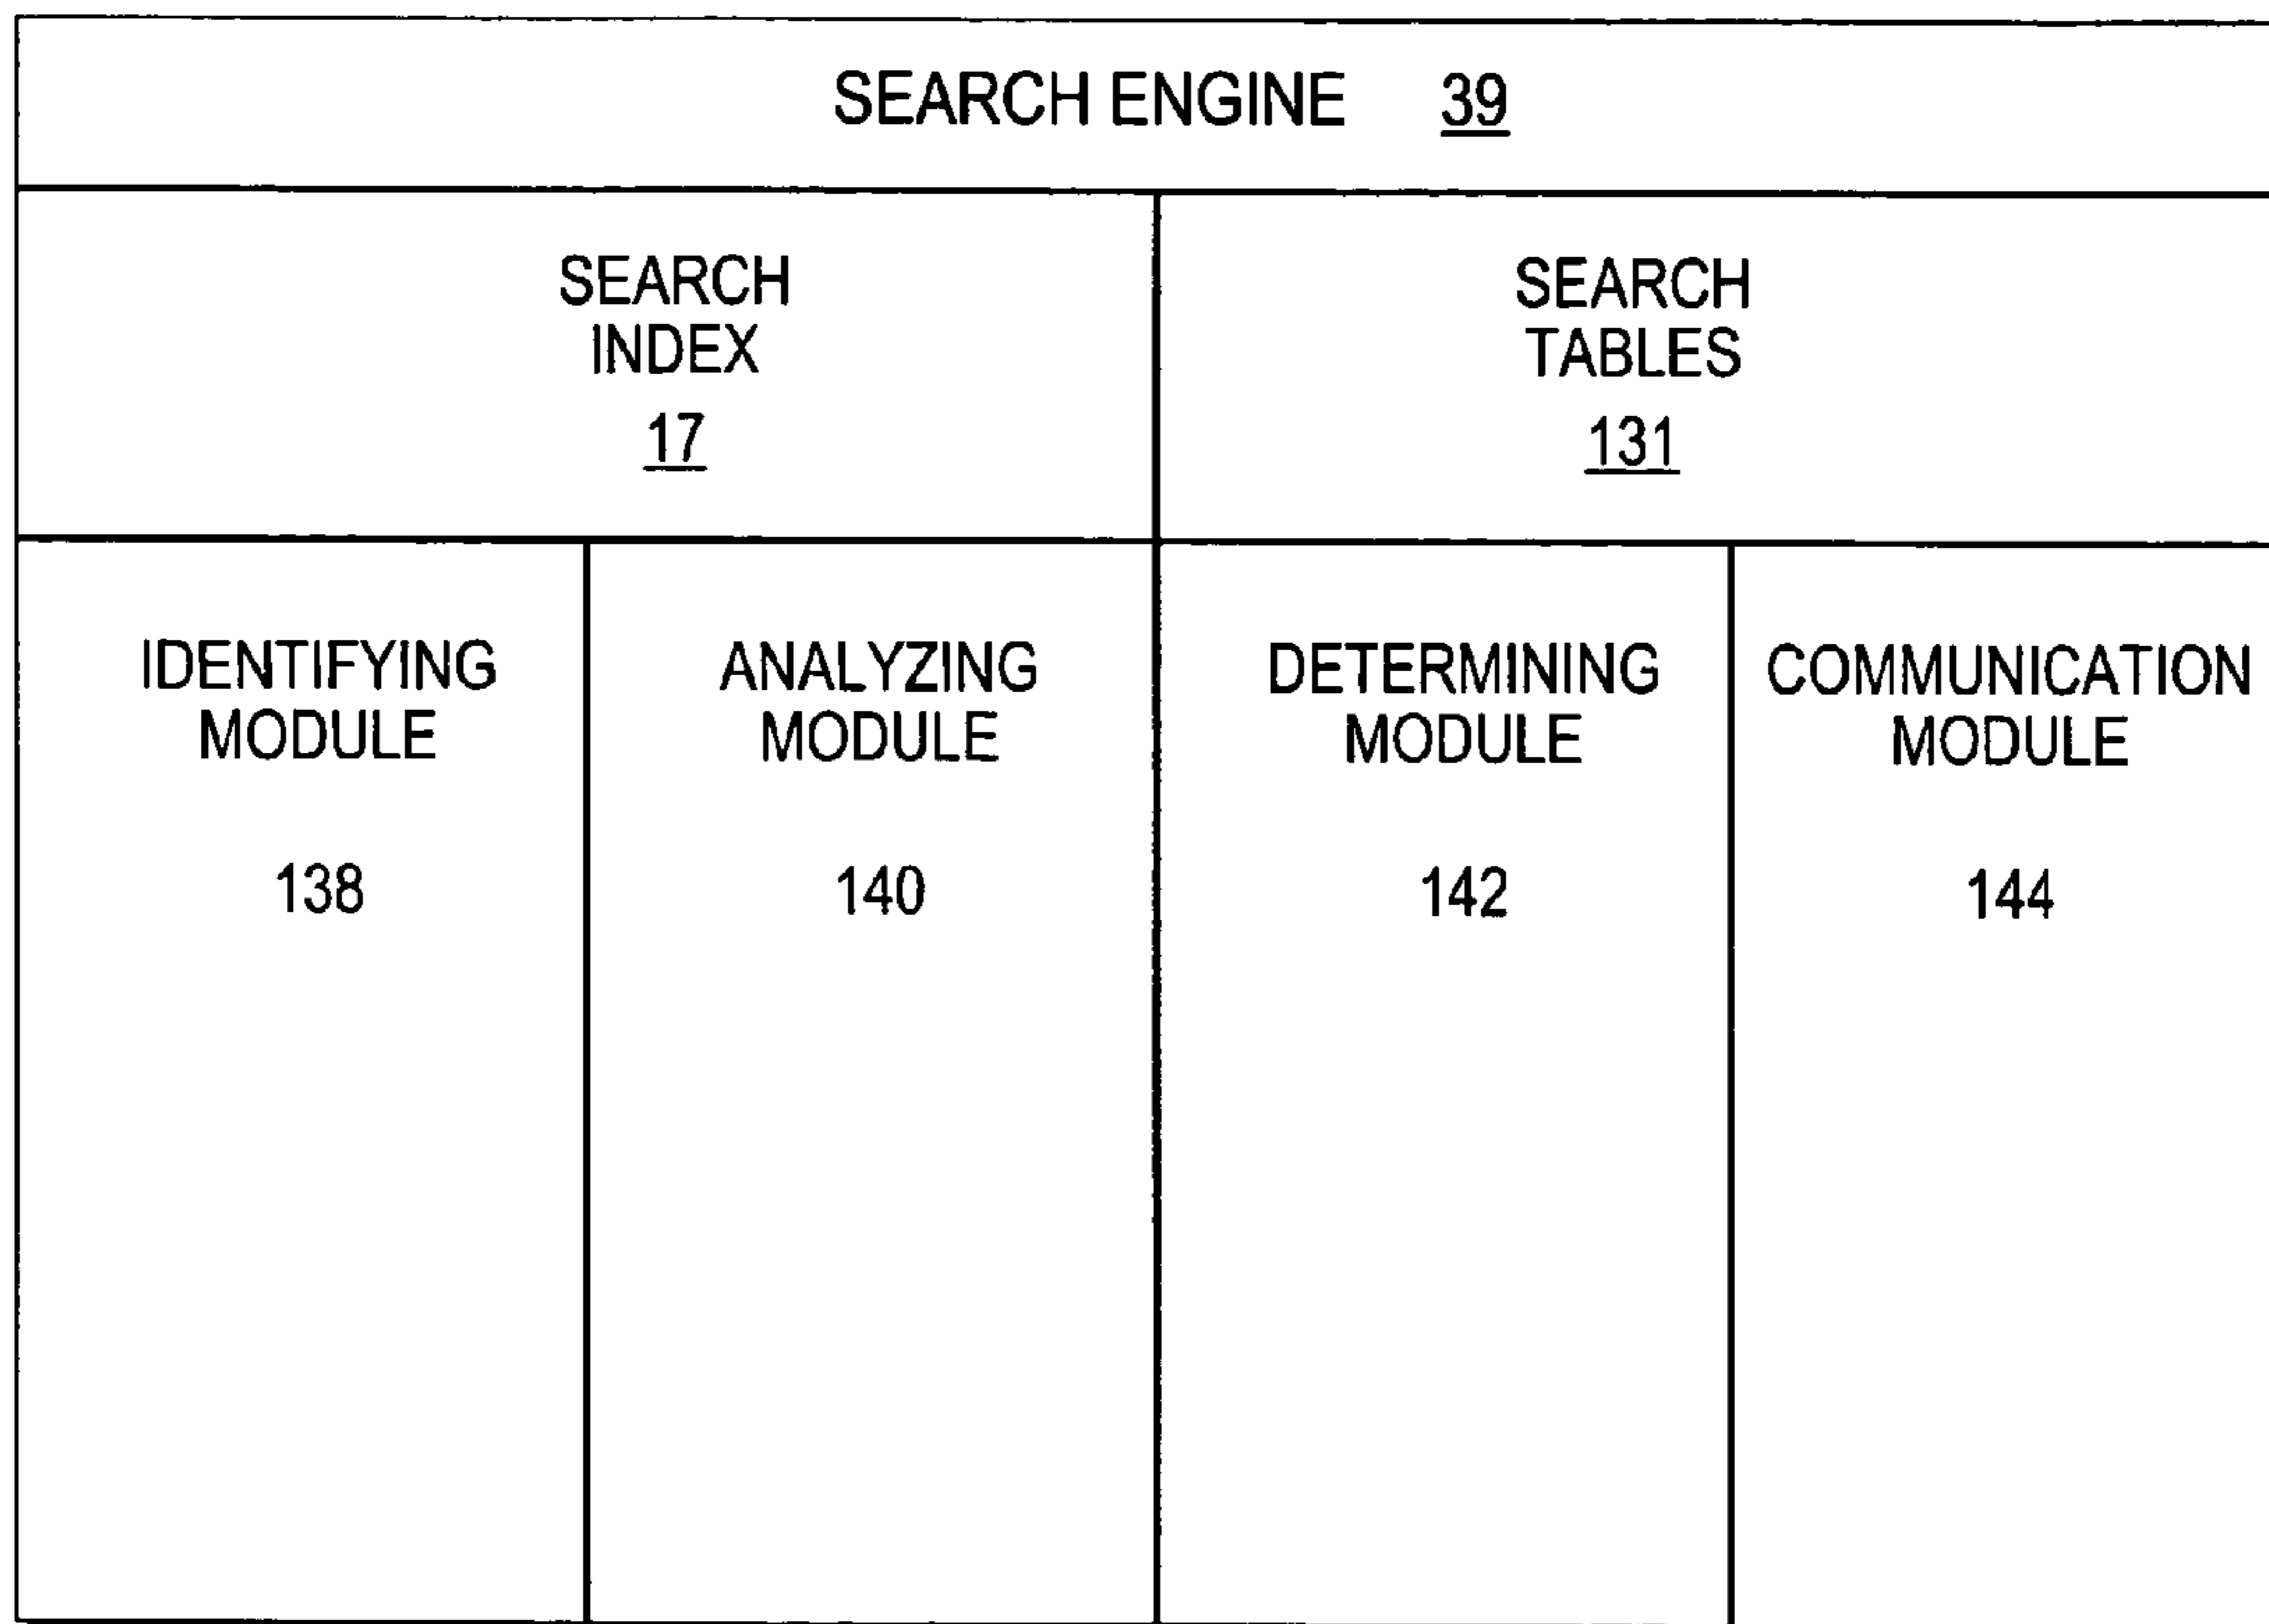 SEARCH ENGINE 39
SEARCH
INDEX
17
SEARCH
TABLES
131
IDENTIFYING
MODULE
138
ANALYZING
MODULE
140
DETERMINING
MODULE
142
COMMUNICATION
MODULE
144